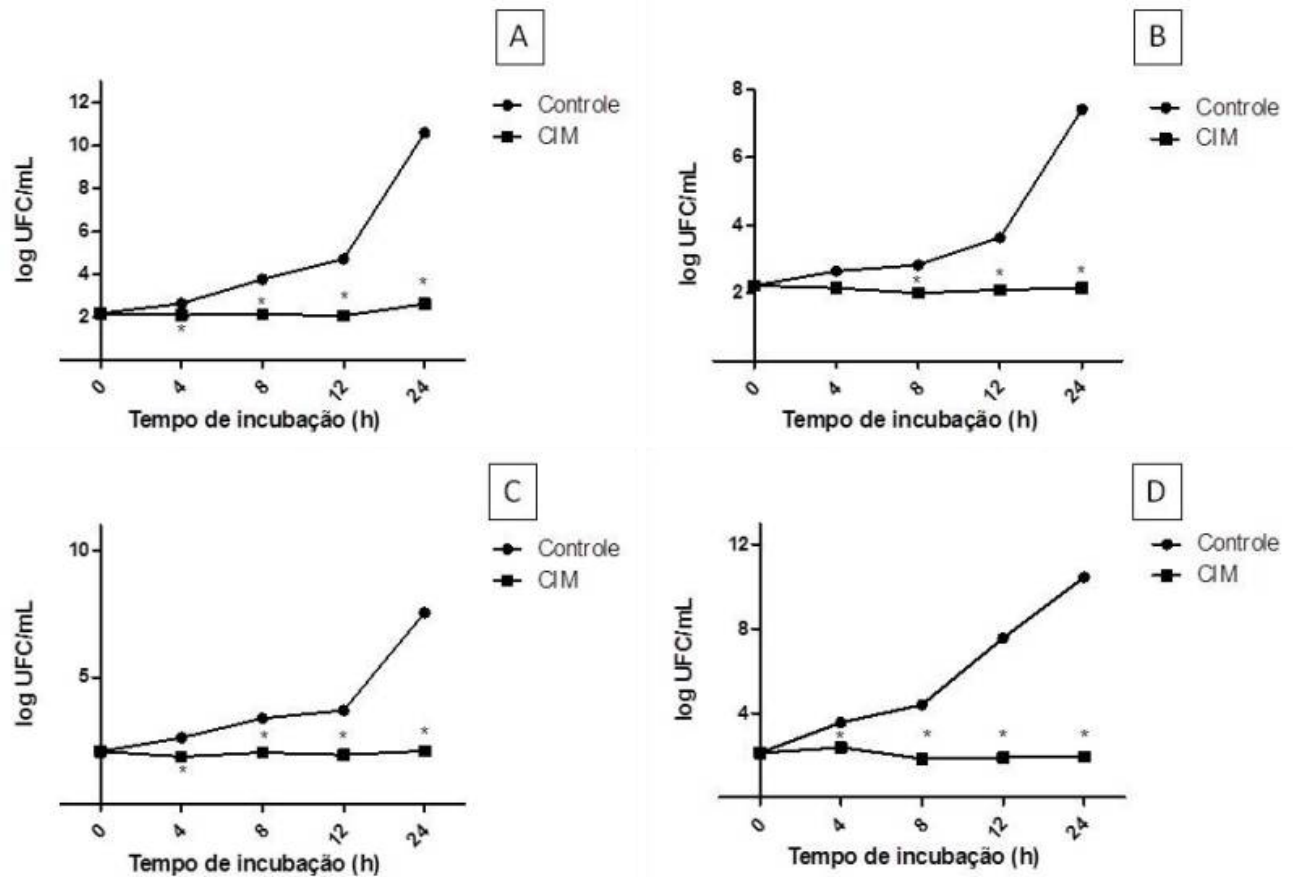 A
Controle
CIM
log UFC/mL
12
10
8
6
4
2
* * * *
0 4 8 12 24
Tempo de incubação (h)
B
Controle
CIM
log UFC/mL
8
6
4
2
* * *
0 4 8 12 24
Tempo de incubação (h)
C
Controle
CIM
log UFC/mL
10
5
* * * *
0 4 8 12 24
Tempo de incubação (h)
D
Controle
CIM
log UFC/mL
12
8
4
* * * *
0 4 8 12 24
Tempo de incubação (h)